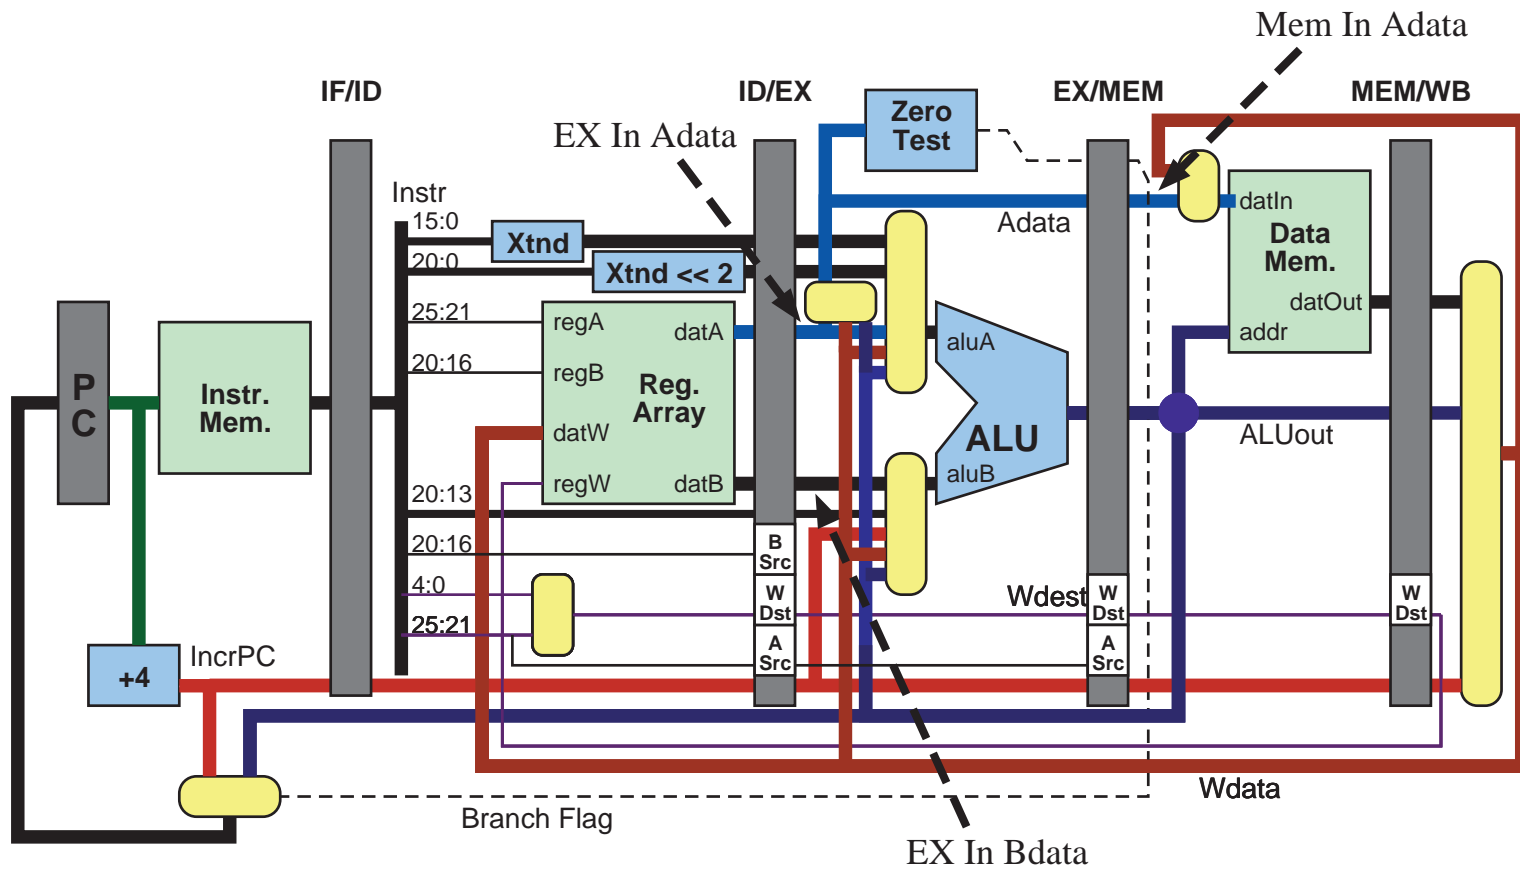 Mem In Adata
IF/ID
ID/EX
EX/MEM
MEM/WB
Zero
Test
EX In Adata
Instr
15:0
Xtnd
20:0
Xtnd << 2
Adata
datIn
Data
Mem.
datOut
addr
25:21
regA
datA
20:16
regB
Reg.
Array
datW
regW
datB
aluA
ALU
aluB
P
C
Instr.
Mem.
ALUout
20:13
20:16
4:0
25:21
B
Src
W
Dst
A
Src
Wdest
W
Dst
A
Src
W
Dst
+4
IncrPC
Wdata
Branch Flag
EX In Bdata